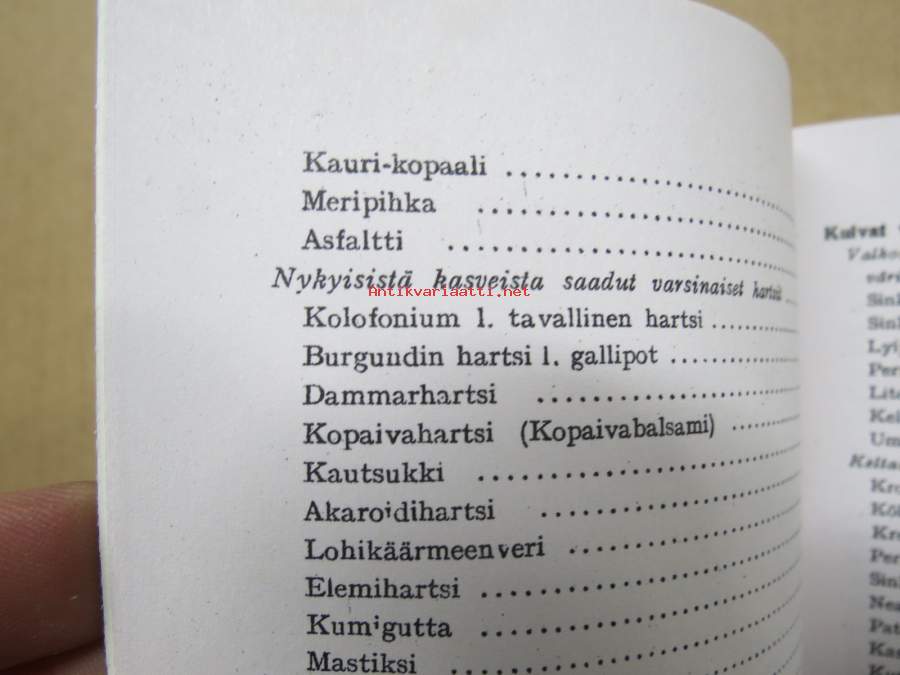 Kauri-kopaali
Meripihka
Asfaltti
Nykyisistä kasveista saadut varsinaiset hartsit
Antikvariaatti.net
Kolofonium l. tavallinen hartsi
Burgundin hartsi l. gallipot
Dammarhartsi
Kopaivahartsi (Kopaivabalsami)
Kautsukki
Akaroidihartsi
Lohikäärmeenveri
Elemihartsi
Kumigutta
Mastiksi
Kuivat